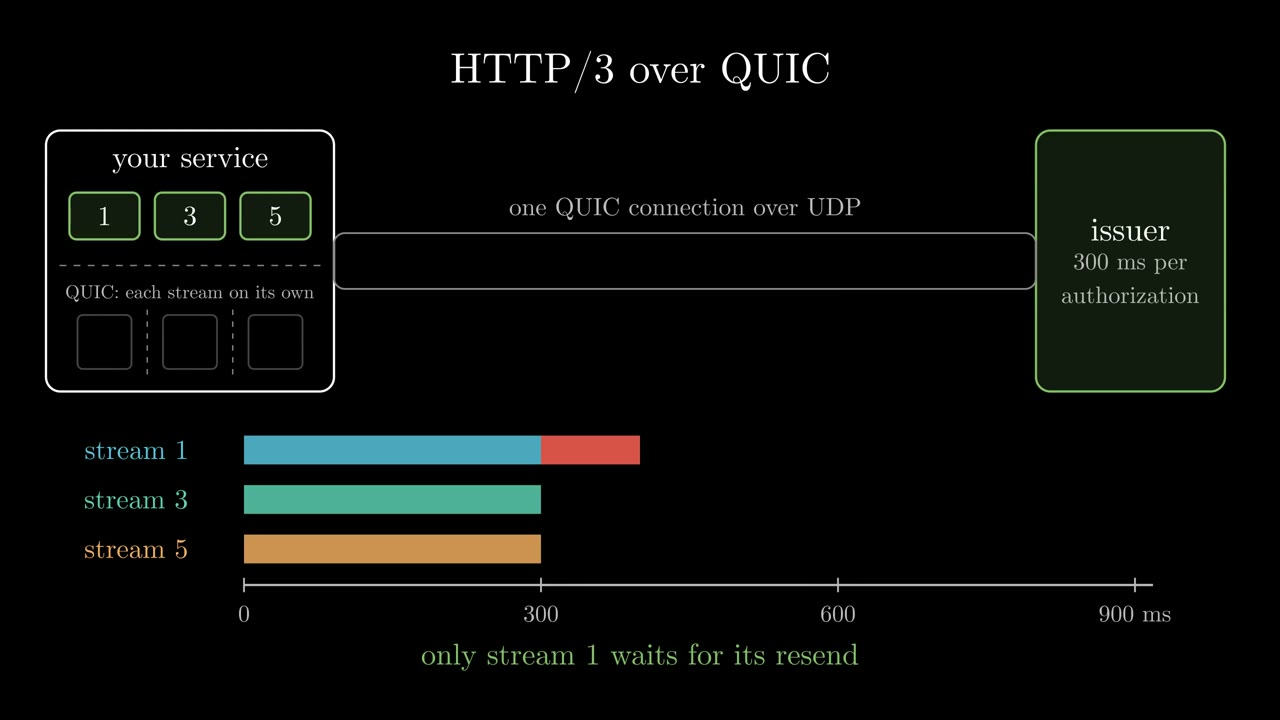 HTTP/3 over QUIC
your service
1 3 5
QUIC: each stream on its own
one QUIC connection over UDP
issuer
300 ms per
authorization
stream 1
stream 3
stream 5
0 300 600 900 ms
only stream 1 waits for its resend